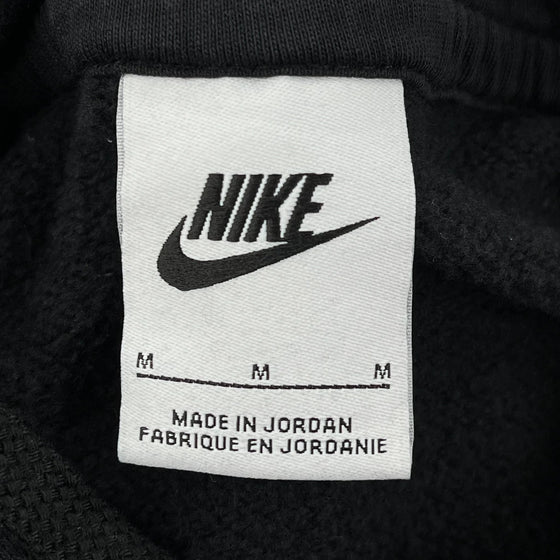 NIKE
M M M
MADE IN JORDAN
FABRIQUE EN JORDANIE